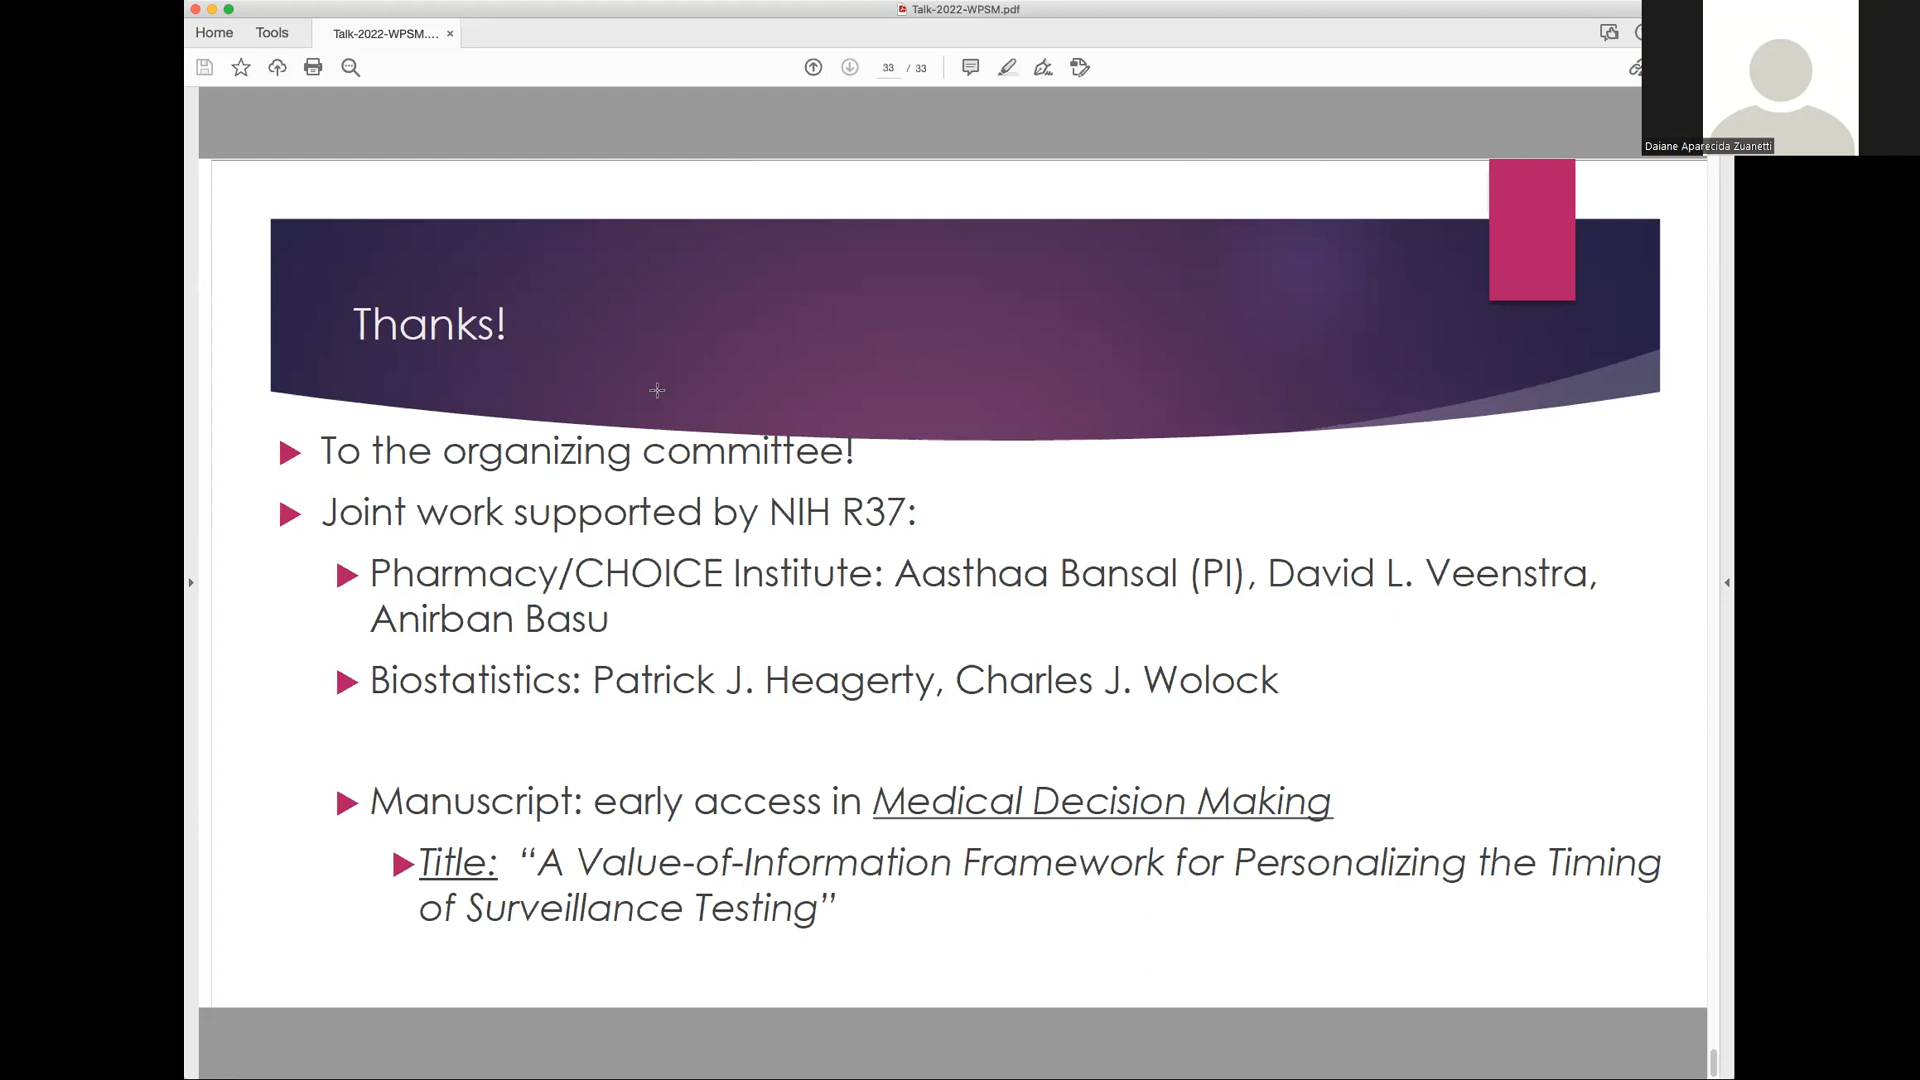 Talk-2022-WPSM.pdf
Home Tools Talk-2022-WPSM.... ×
33 / 33
Daiane Aparecida Zuanetti
Thanks!
To the organizing committee!
Joint work supported by NIH R37:
Pharmacy/CHOICE Institute: Aasthaa Bansal (PI), David L. Veenstra,
Anirban Basu
Biostatistics: Patrick J. Heagerty, Charles J. Wolock
Manuscript: early access in Medical Decision Making
Title: “A Value-of-Information Framework for Personalizing the Timing
of Surveillance Testing”